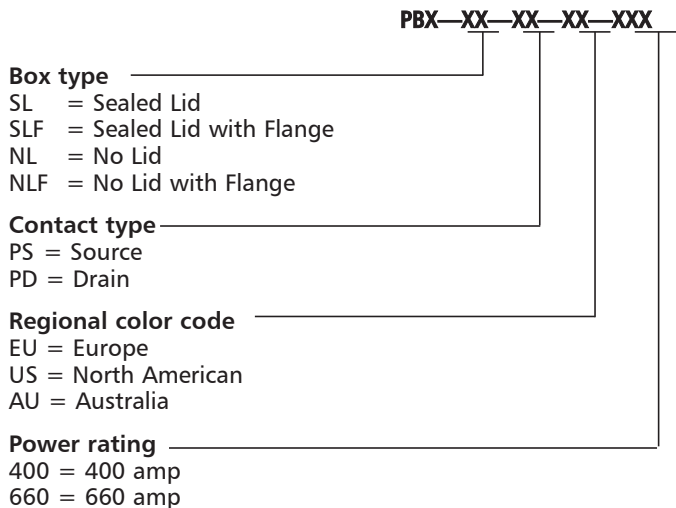 PBX—XX—XX—XX—XXX
Box type
SL = Sealed Lid
SLF = Sealed Lid with Flange
NL = No Lid
NLF = No Lid with Flange
Contact type
PS = Source
PD = Drain
Regional color code
EU = Europe
US = North American
AU = Australia
Power rating
400 = 400 amp
660 = 660 amp